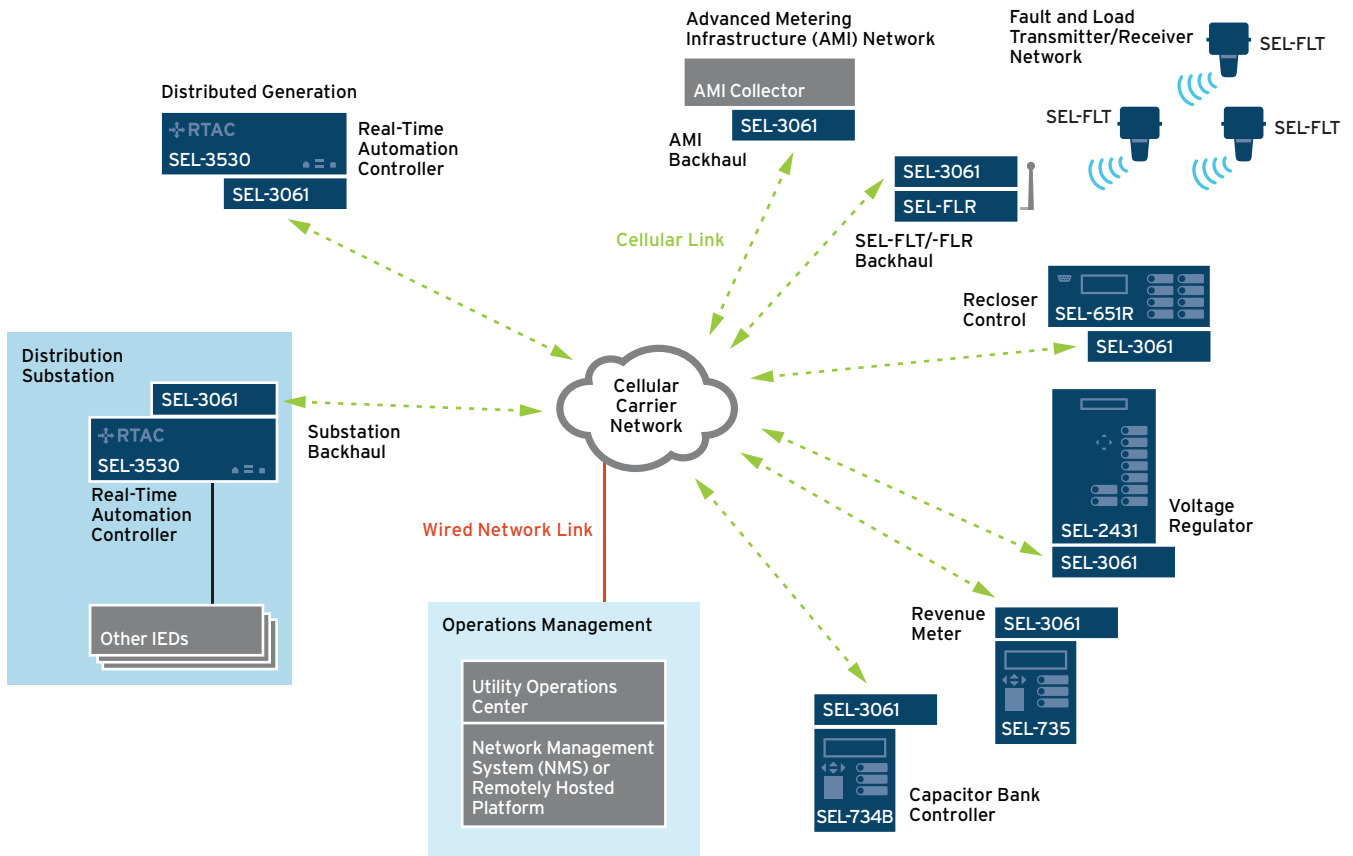 Advanced Metering
Infrastructure (AMI) Network
AMI Collector
SEL-3061
AMI
Backhaul
Fault and Load
Transmitter/Receiver
Network
SEL-FLT
SEL-FLT
SEL-FLT
Distributed Generation
RTAC
SEL-3530
SEL-3061
Real-Time
Automation
Controller
SEL-3061
SEL-FLR
SEL-FLT/-FLR
Backhaul
Cellular Link
Recloser
Control
SEL-651R
SEL-3061
Distribution
Substation
SEL-3061
RTAC
SEL-3530
Real-Time
Automation
Controller
Other IEDs
Substation
Backhaul
Cellular
Carrier
Network
Wired Network Link
SEL-2431
SEL-3061
Voltage
Regulator
Operations Management
Utility Operations
Center
Network Management
System (NMS) or
Remotely Hosted
Platform
Revenue
Meter
SEL-3061
SEL-735
SEL-3061
SEL-734B
Capacitor Bank
Controller